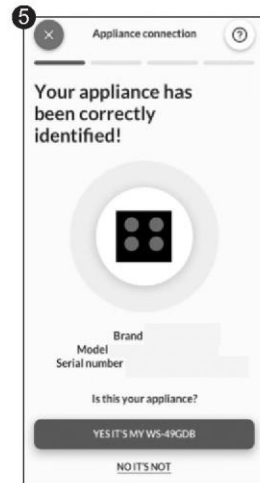 5
Appliance connection
Your appliance has
been correctly
identified!
Brand
Model
Serial number
Is this your appliance?
YES IT'S MY WS-49GDB
NO IT'S NOT